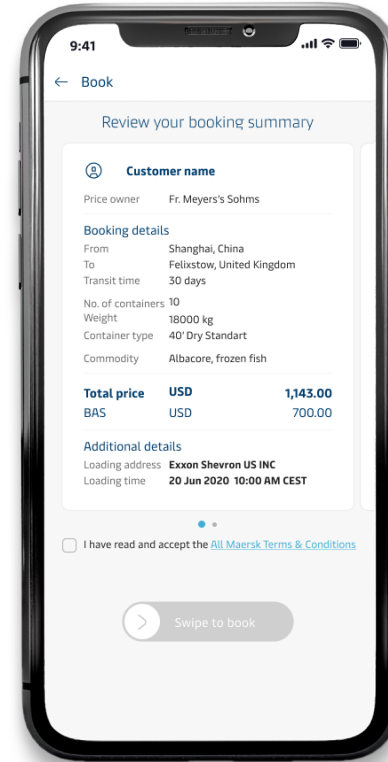 9:41
← Book
Review your booking summary
Customer name
Price owner Fr. Meyers's Sohms
Booking details
From Shanghai, China
To Felixstow, United Kingdom
Transit time 30 days
No. of containers 10
Weight 18000 kg
Container type 40' Dry Standart
Commodity Albacore, frozen fish
Total price USD 1,143.00
BAS USD 700.00
Additional details
Loading address Exxon Shevron US INC
Loading time 20 Jun 2020 10:00 AM CEST
I have read and accept the All Maersk Terms & Conditions
Swipe to book